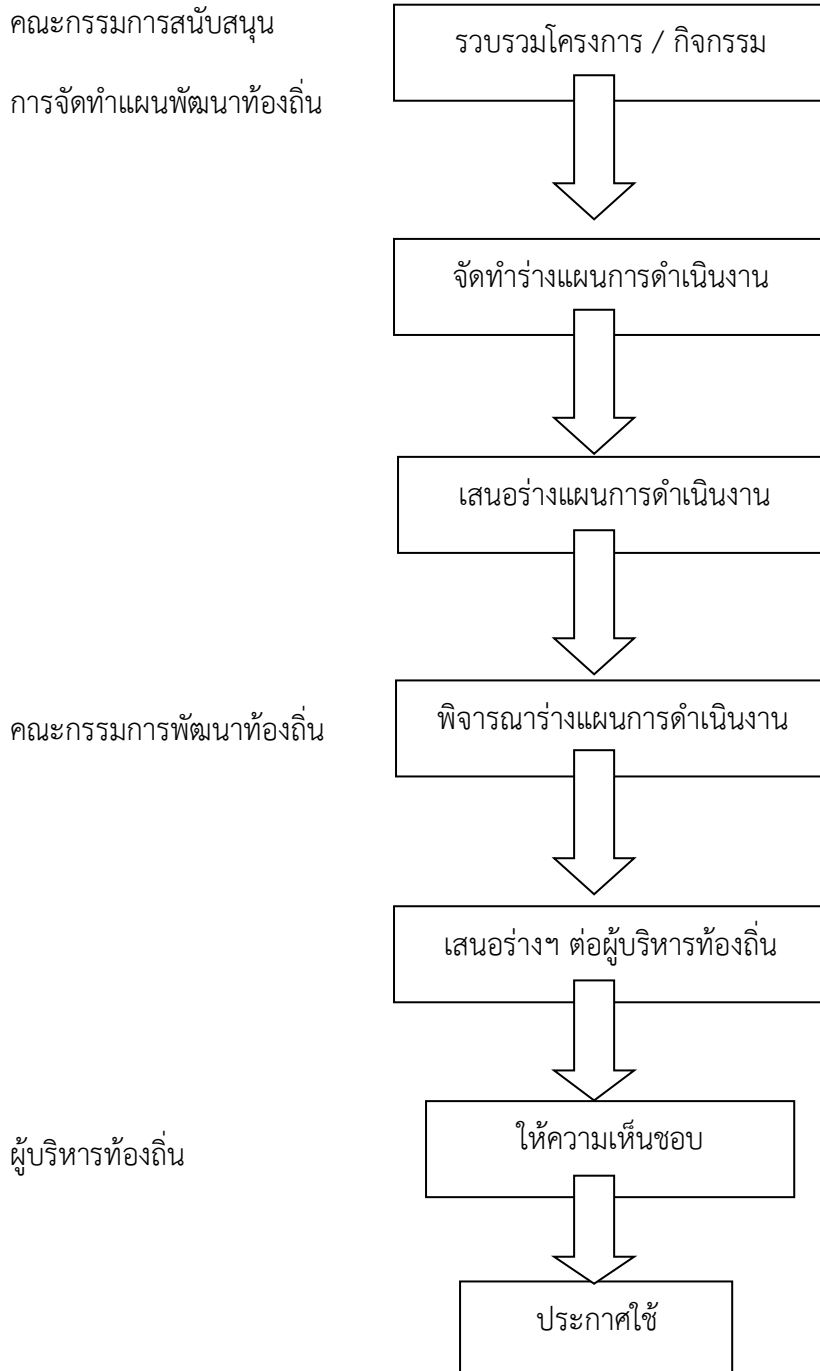 คณะกรรมการสนับสนุน
รวบรวมโครงการ / กิจกรรม
การจัดทำแผนพัฒนาท้องถิ่น
จัดทำร่างแผนการดำเนินงาน
เสนอร่างแผนการดำเนินงาน
คณะกรรมการพัฒนาท้องถิ่น
พิจารณาร่างแผนการดำเนินงาน
เสนอร่างฯ ต่อผู้บริหารท้องถิ่น
ผู้บริหารท้องถิ่น
ให้ความเห็นชอบ
ประกาศใช้